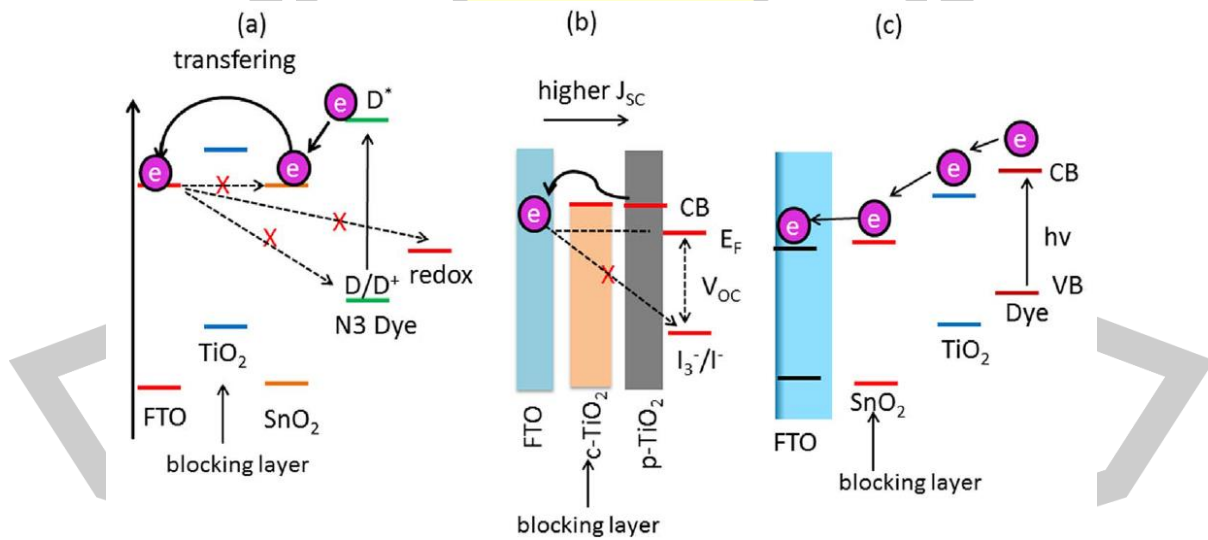 (a)
transfering
e
D*
e
e
X
X
X
redox
D/D⁺
N3 Dye
TiO₂
FTO
SnO₂
blocking layer
(b)
higher J_SC
e
CB
E_F
X
V_OC
I₃⁻/I⁻
FTO
c-TiO₂
p-TiO₂
blocking layer
(c)
e
e
e
e
CB
hν
VB
Dye
TiO₂
SnO₂
FTO
blocking layer